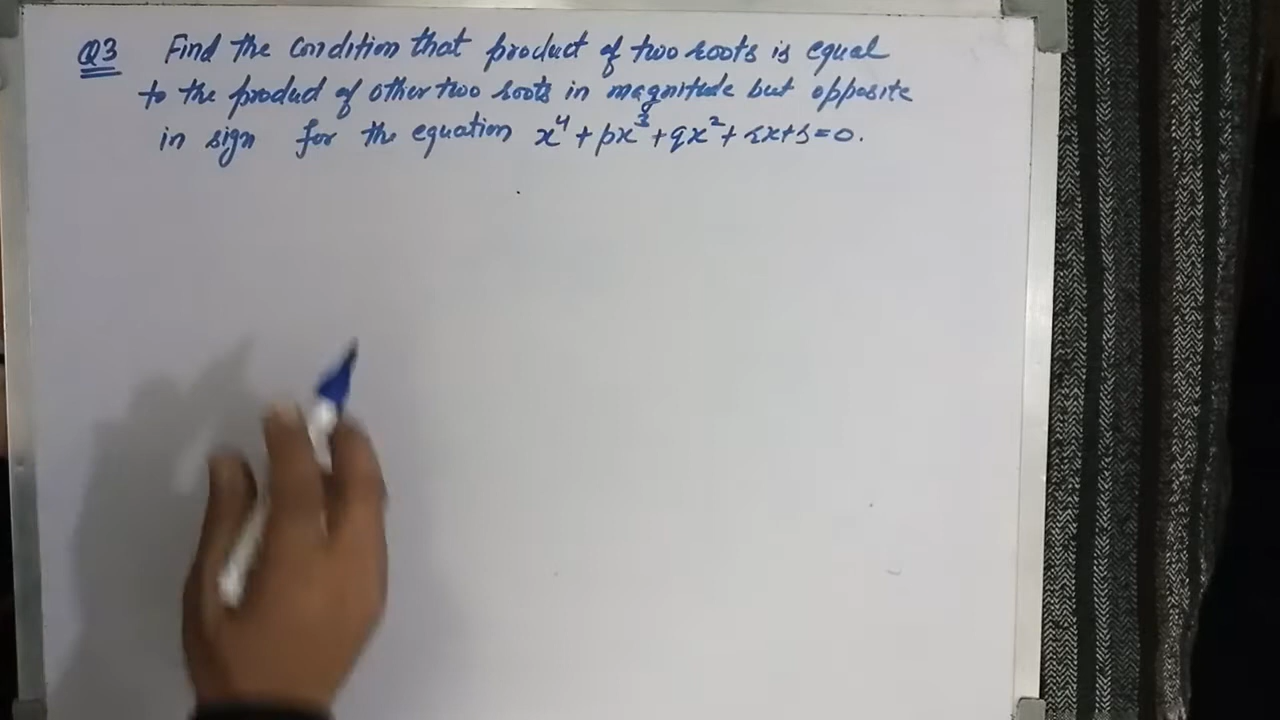 Q3 Find the Condition that product of two roots is equal
to the product of other two roots in magnitude but opposite
in sign for the equation x⁴ + px³ + qx² + rx + s = 0.